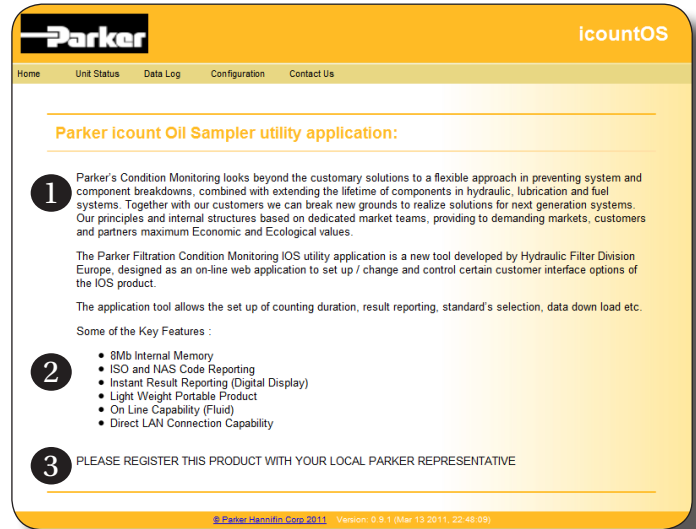 Parker
icountOS
Home Unit Status Data Log Configuration Contact Us
Parker icount Oil Sampler utility application:
1
Parker's Condition Monitoring looks beyond the customary solutions to a flexible approach in preventing system and
component breakdowns, combined with extending the lifetime of components in hydraulic, lubrication and fuel
systems. Together with our customers we can break new grounds to realize solutions for next generation systems.
Our principles and internal structures based on dedicated market teams, providing to demanding markets, customers
and partners maximum Economic and Ecological values.
The Parker Filtration Condition Monitoring IOS utility application is a new tool developed by Hydraulic Filter Division
Europe, designed as an on-line web application to set up / change and control certain customer interface options of
the IOS product.
The application tool allows the set up of counting duration, result reporting, standard's selection, data down load etc.
Some of the Key Features :
2
● 8Mb Internal Memory
● ISO and NAS Code Reporting
● Instant Result Reporting (Digital Display)
● Light Weight Portable Product
● On Line Capability (Fluid)
● Direct LAN Connection Capability
3
PLEASE REGISTER THIS PRODUCT WITH YOUR LOCAL PARKER REPRESENTATIVE
© Parker Hannifin Corp 2011 Version: 0.9.1 (Mar 13 2011, 22:48:09)